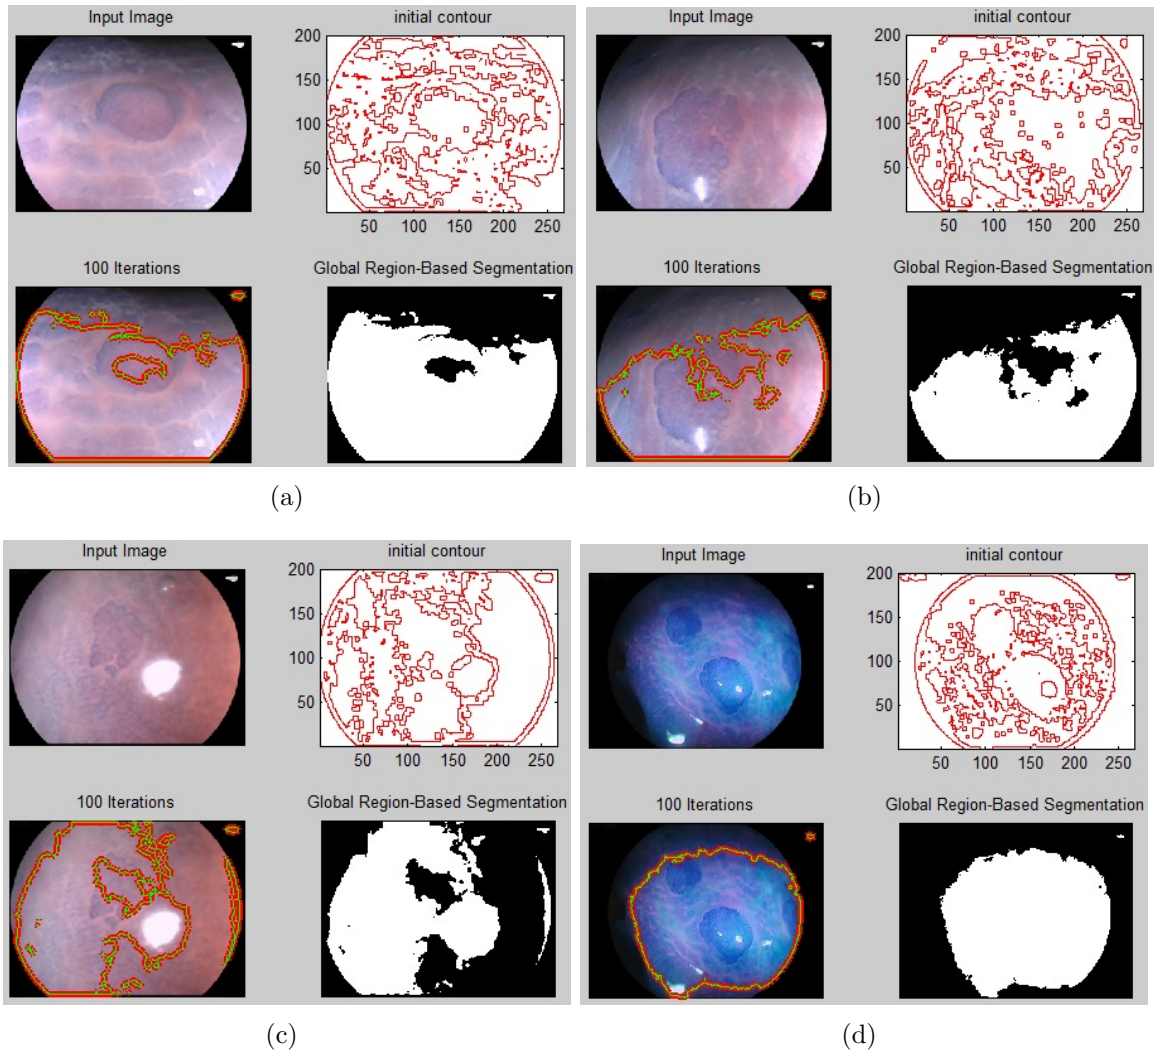 Input Image
initial contour
200
150
100
50
50 100 150 200 250
100 Iterations
Global Region-Based Segmentation
(a)
Input Image
initial contour
200
150
100
50
50 100 150 200 250
100 Iterations
Global Region-Based Segmentation
(b)
Input Image
initial contour
200
150
100
50
50 100 150 200 250
100 Iterations
Global Region-Based Segmentation
(c)
Input Image
initial contour
200
150
100
50
50 100 150 200 250
100 Iterations
Global Region-Based Segmentation
(d)